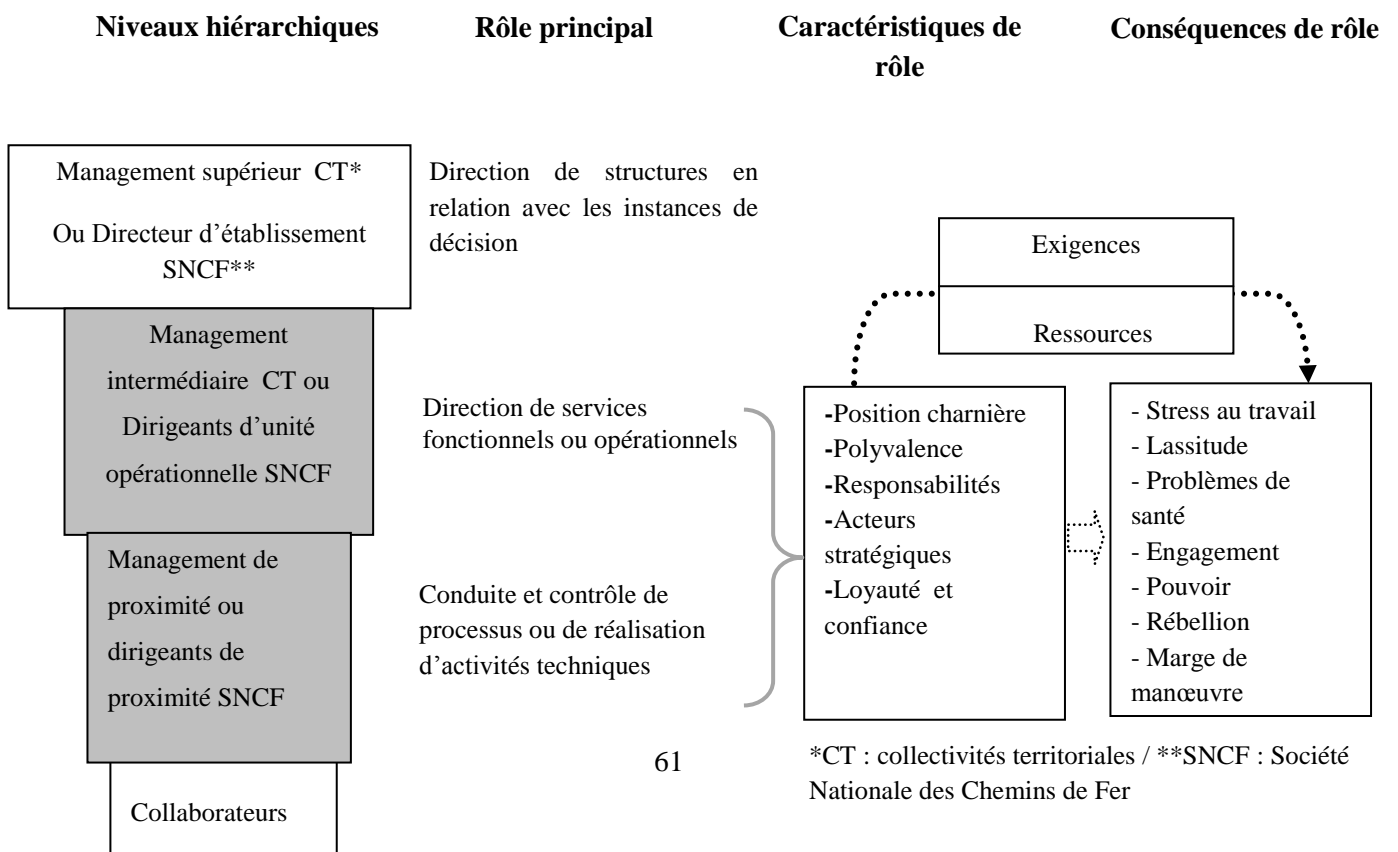 Niveaux hiérarchiques
Rôle principal
Caractéristiques de
rôle
Conséquences de rôle
Management supérieur CT*
Ou Directeur d’établissement
SNCF**
Direction de structures en
relation avec les instances de
décision
Management
intermédiaire CT ou
Dirigeants d’unité
opérationnelle SNCF
Direction de services
fonctionnels ou opérationnels
Management de
proximité ou
dirigeants de
proximité SNCF
Conduite et contrôle de
processus ou de réalisation
d’activités techniques
Collaborateurs
Exigences
Ressources
-Position charnière
-Polyvalence
-Responsabilités
-Acteurs
stratégiques
-Loyauté et
confiance
- Stress au travail
- Lassitude
- Problèmes de
santé
- Engagement
- Pouvoir
- Rébellion
- Marge de
manœuvre
61
*CT : collectivités territoriales / **SNCF : Société
Nationale des Chemins de Fer